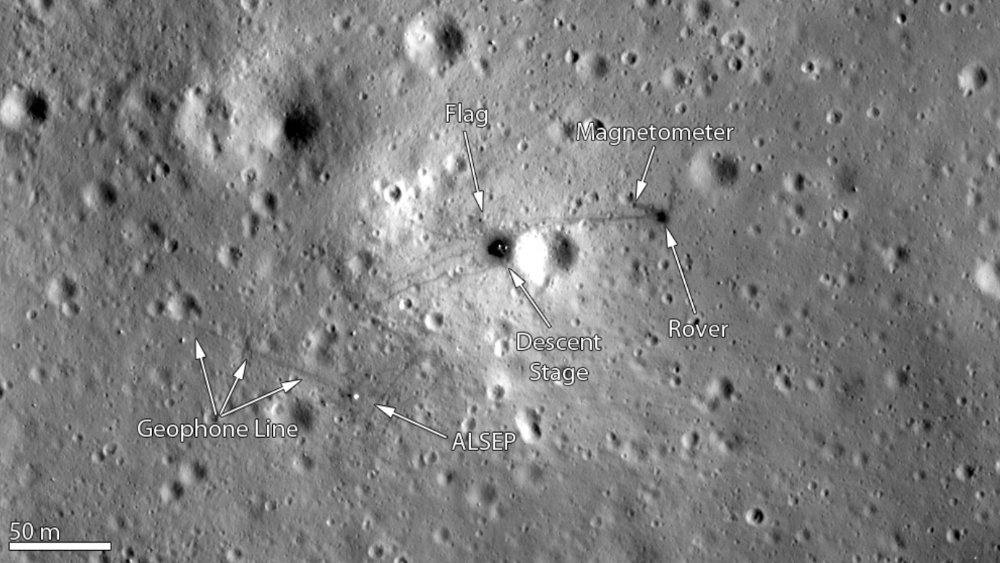 Flag
Magnetometer
Rover
Descent
Stage
Geophone Line
ALSEP
50 m